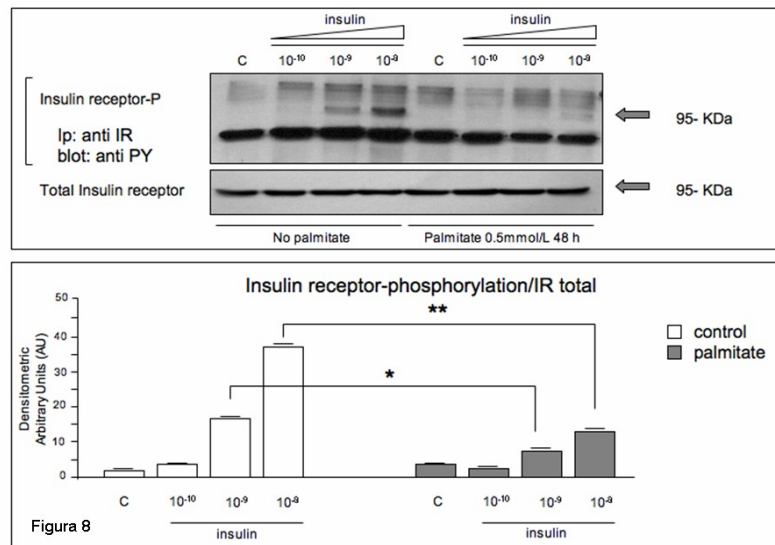 insulin
insulin
C 10⁻¹⁰ 10⁻⁹ 10⁻⁸ C 10⁻¹⁰ 10⁻⁹ 10⁻⁸
Insulin receptor-P
95- KDa
Ip: anti IR
blot: anti PY
Total Insulin receptor
95- KDa
No palmitate
Palmitate 0.5mmol/L 48 h
Insulin receptor-phosphorylation/IR total
Densitometric
Arbitrary Units (AU)
50
40
30
20
10
0
**
*
control
palmitate
C 10⁻¹⁰ 10⁻⁹ 10⁻⁸ C 10⁻¹⁰ 10⁻⁹ 10⁻⁸
insulin
insulin
Figura 8